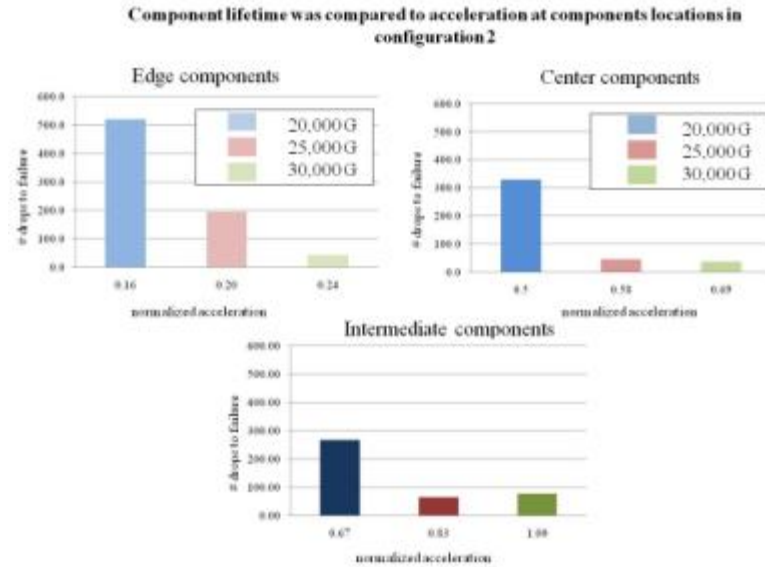 Component lifetime was compared to acceleration at components locations in
configuration 2
Edge components
600.0
500.0
400.0
300.0
200.0
100.0
0.0
# drops to failure
20,000G
25,000G
30,000G
0.16 0.20 0.24
normalized acceleration
Center components
600.0
500.0
400.0
300.0
200.0
100.0
0.0
# drops to failure
20,000G
25,000G
30,000G
0.5 0.58 0.69
normalized acceleration
Intermediate components
600.00
500.00
400.00
300.00
200.00
100.00
0.00
# drops to failure
0.67 0.83 1.00
normalized acceleration